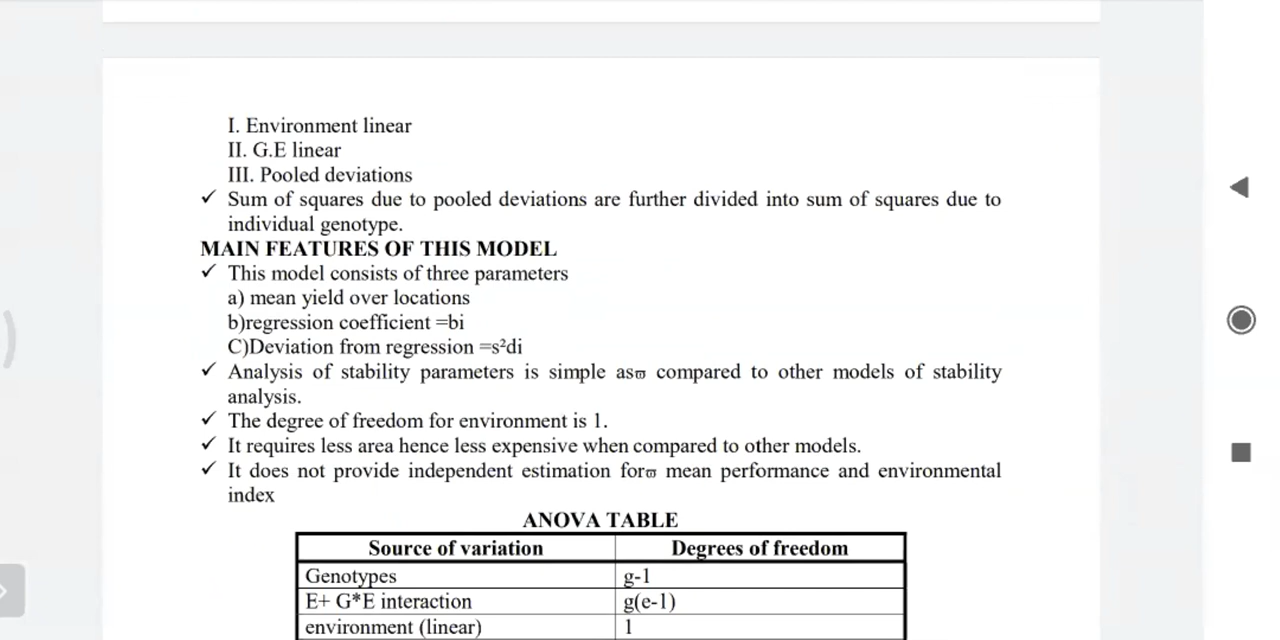 I. Environment linear
II. G.E linear
III. Pooled deviations
✓ Sum of squares due to pooled deviations are further divided into sum of squares due to
individual genotype.
MAIN FEATURES OF THIS MODEL
✓ This model consists of three parameters
a) mean yield over locations
b)regression coefficient =bi
C)Deviation from regression =s²di
✓ Analysis of stability parameters is simple as compared to other models of stability
analysis.
✓ The degree of freedom for environment is 1.
✓ It requires less area hence less expensive when compared to other models.
✓ It does not provide independent estimation for mean performance and environmental
index
ANOVA TABLE
Source of variation Degrees of freedom
Genotypes g-1
E+ G*E interaction g(e-1)
environment (linear) 1